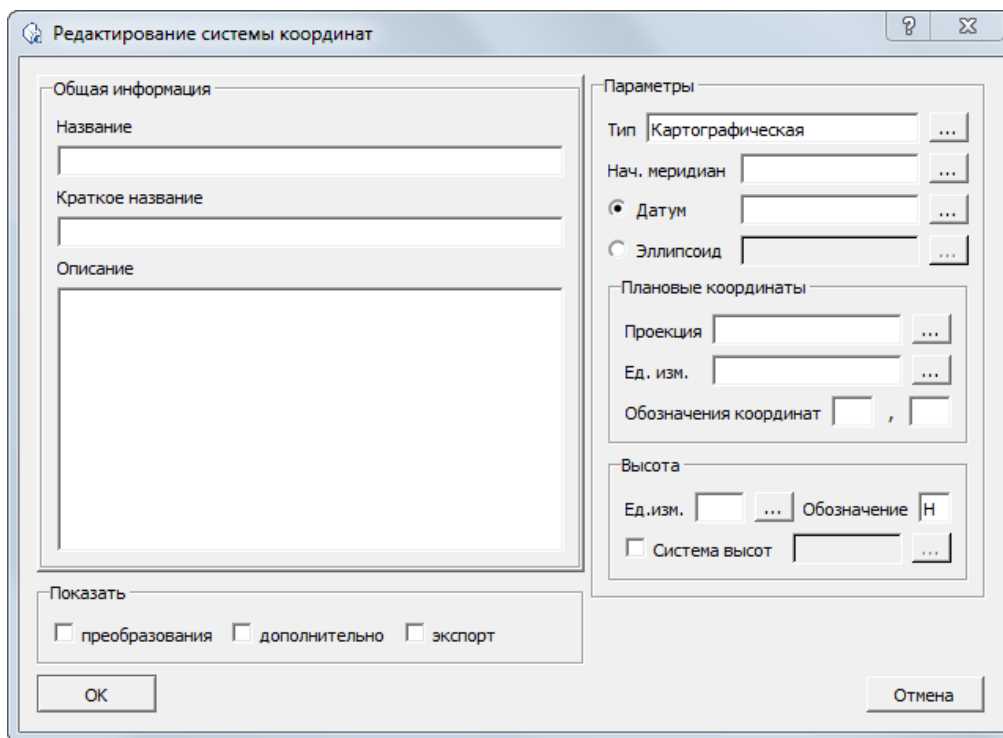 Редактирование системы координат
Общая информация
Название
Краткое название
Описание
Показать
преобразования дополнительно экспорт
OK
Параметры
Тип Картографическая ...
Нач. меридиан ...
Датум ...
Эллипсоид ...
Плановые координаты
Проекция ...
Ед. изм. ...
Обозначения координат ,
Высота
Ед.изм. ... Обозначение H
Система высот ...
Отмена